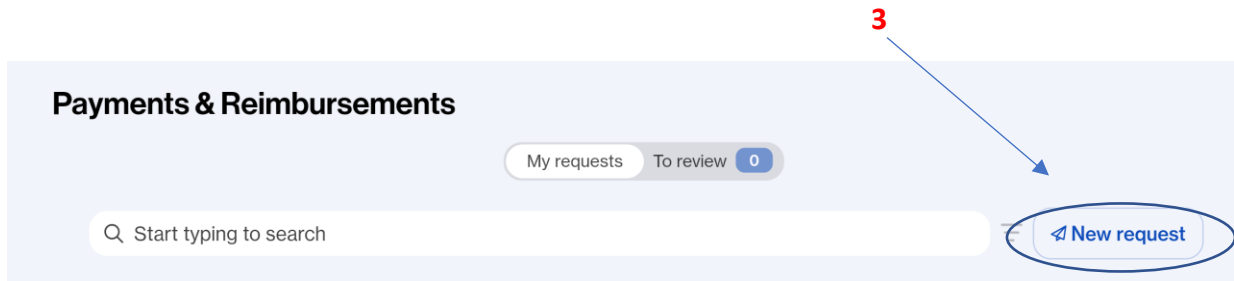 3
Payments & Reimbursements
My requests To review 0
Start typing to search
New request